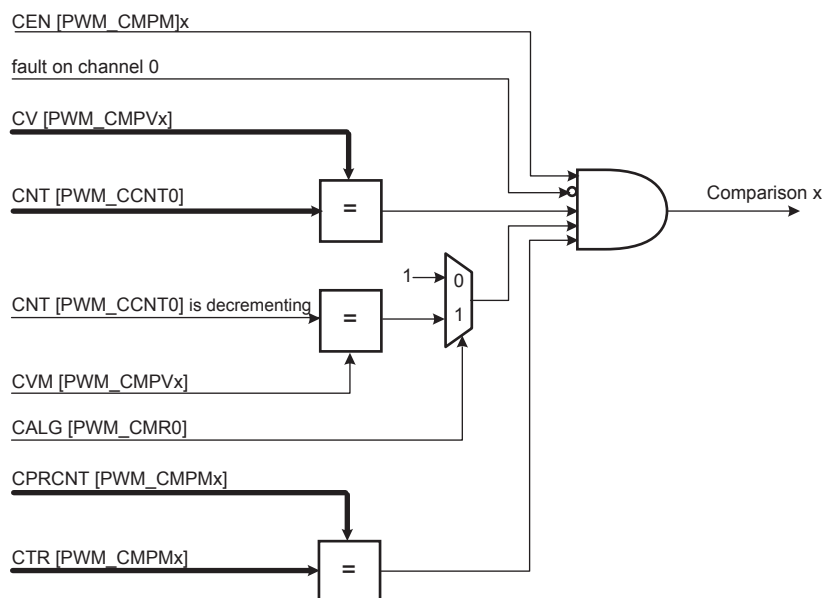 CEN [PWM_CMPM]x
fault on channel 0
CV [PWM_CMPVx]
CNT [PWM_CCNT0]
=
Comparison x
1
0
CNT [PWM_CCNT0] is decrementing
=
1
CVM [PWM_CMPVx]
CALG [PWM_CMR0]
CPRCNT [PWM_CMPMx]
CTR [PWM_CMPMx]
=